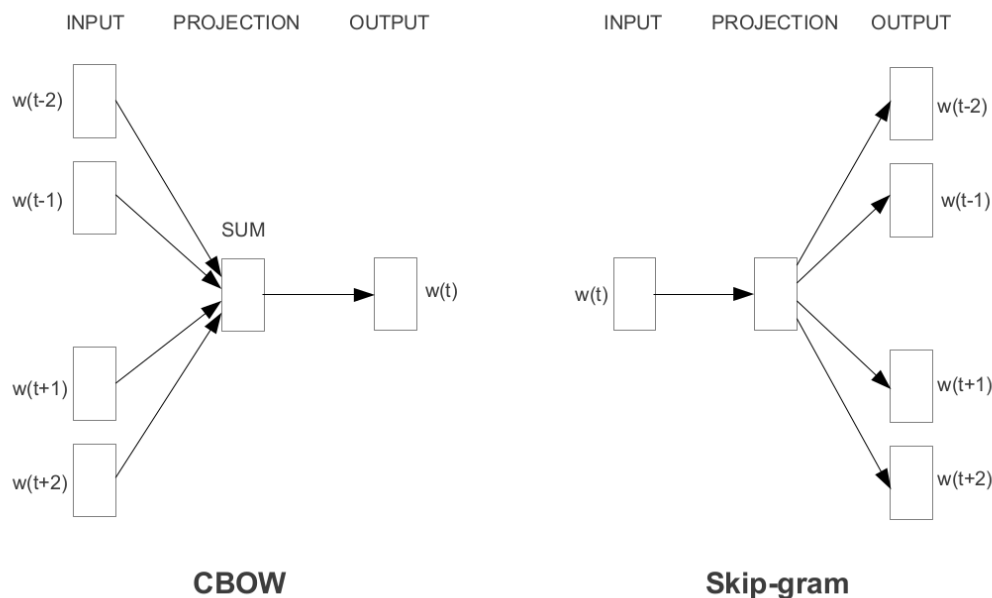 INPUT PROJECTION OUTPUT
w(t-2)
w(t-1)
SUM
w(t)
w(t+1)
w(t+2)
CBOW
INPUT PROJECTION OUTPUT
w(t-2)
w(t-1)
w(t)
w(t+1)
w(t+2)
Skip-gram